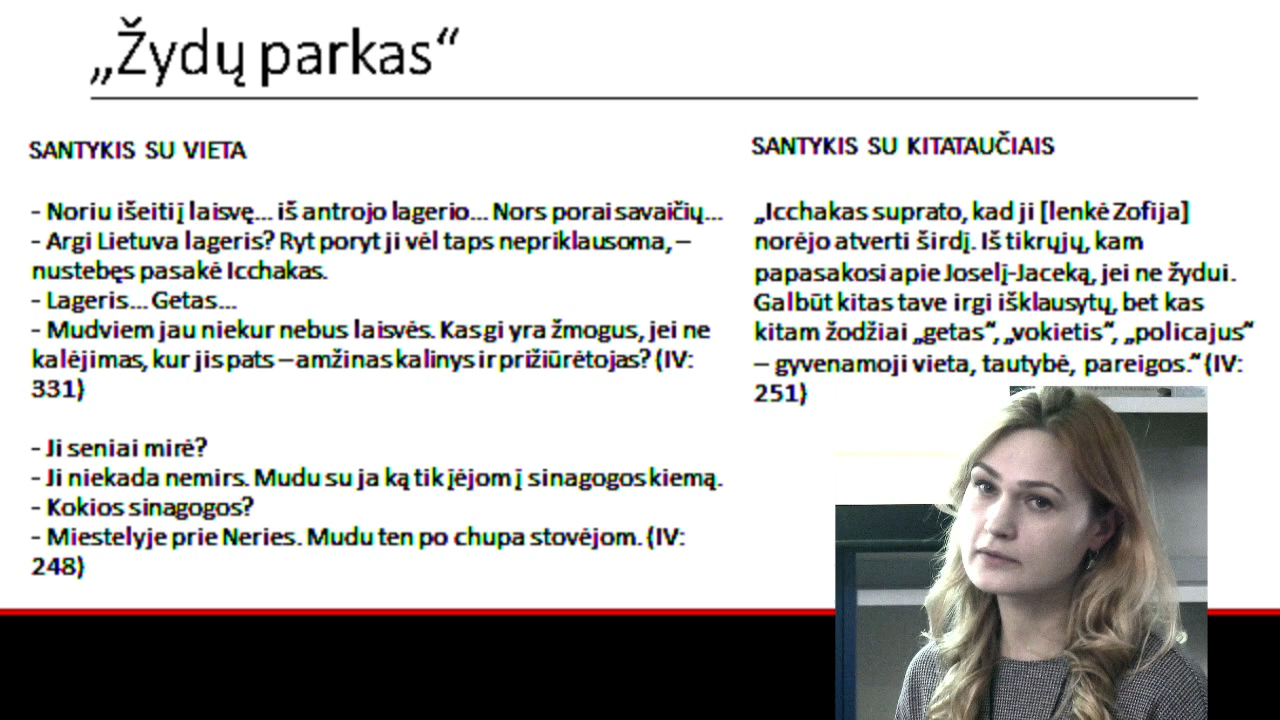 „Žydų parkas“
SANTYKIS SU VIETA
- Noriu išeiti į laisvę... iš antrojo lagerio... Nors porai savaičių...
- Argi Lietuva lageris? Ryt poryt ji vėl taps nepriklausoma, –
nustebęs pasakė Icchakas.
- Lageris... Getas...
- Mudviem jau niekur nebus laisvės. Kas gi yra žmogus, jei ne
kalėjimas, kur jis pats – amžinas kalinys ir prižiūrėtojas? (IV:
331)
- Ji seniai mirė?
- Ji niekada nemirs. Mudu su ja ką tik įėjom į sinagogos kiemą.
- Kokios sinagogos?
- Miestelyje prie Neries. Mudu ten po chupa stovėjom. (IV:
248)
SANTYKIS SU KITATAUČIAIS
„Icchakas suprato, kad ji [lenkė Zofija]
norėjo atverti širdį. Iš tikrųjų, kam
papasakosi apie Joselį-Jaceką, jei ne žydui.
Galbūt kitas tave irgi išklausytų, bet kas
kitam žodžiai „getas“, „vokietis“, „policajus“
– gyvenamoji vieta, tautybė, pareigos.“ (IV:
251)